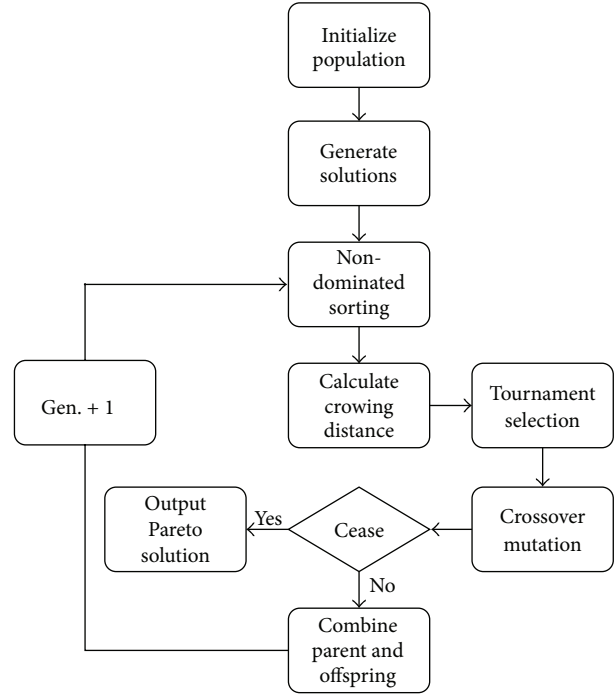 Initialize
population
Generate
solutions
Non-
dominated
sorting
Gen. + 1
Calculate
crowing
distance
Tournament
selection
Output
Pareto
solution
Yes
Cease
Crossover
mutation
No
Combine
parent and
offspring